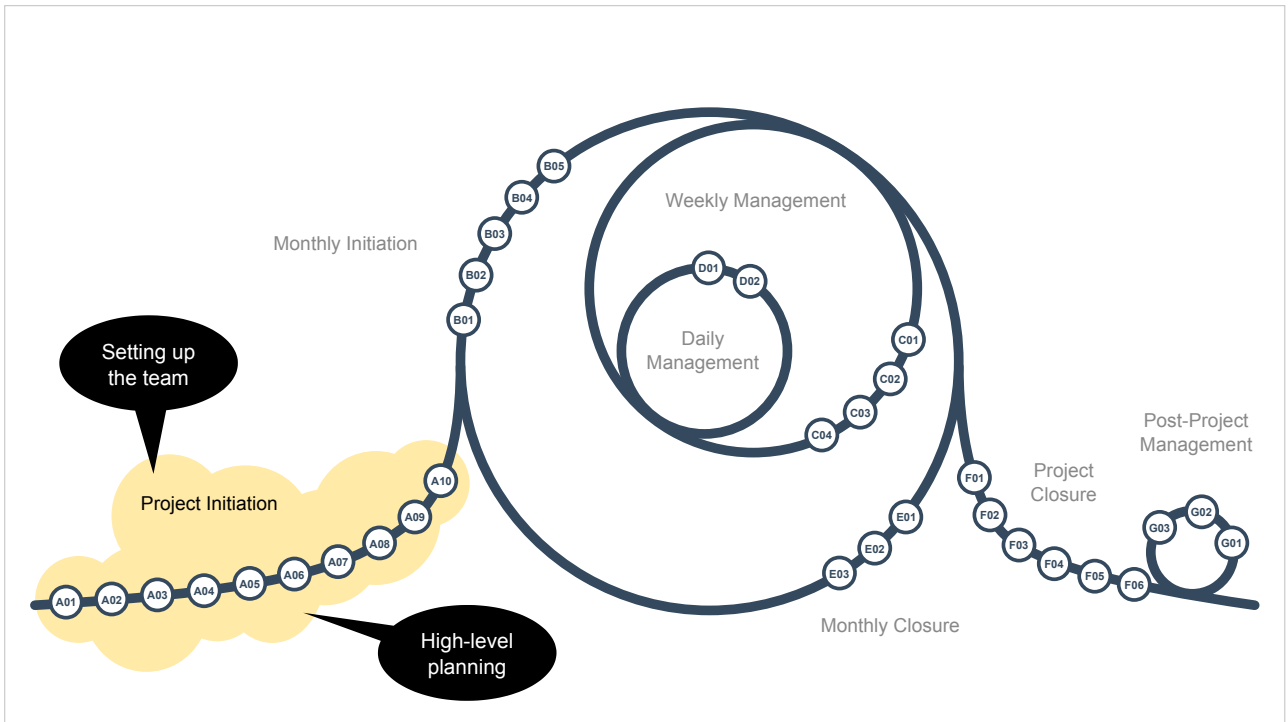 Setting up
the team
Project Initiation
A01
A02
A03
A04
A05
A06
A07
A08
A09
A10
High-level
planning
Monthly Initiation
B01
B02
B03
B04
B05
Weekly Management
C01
C02
C03
C04
D01
D02
Daily
Management
E01
E02
E03
Monthly Closure
Project
Closure
F01
F02
F03
F04
F05
F06
Post-Project
Management
G01
G02
G03